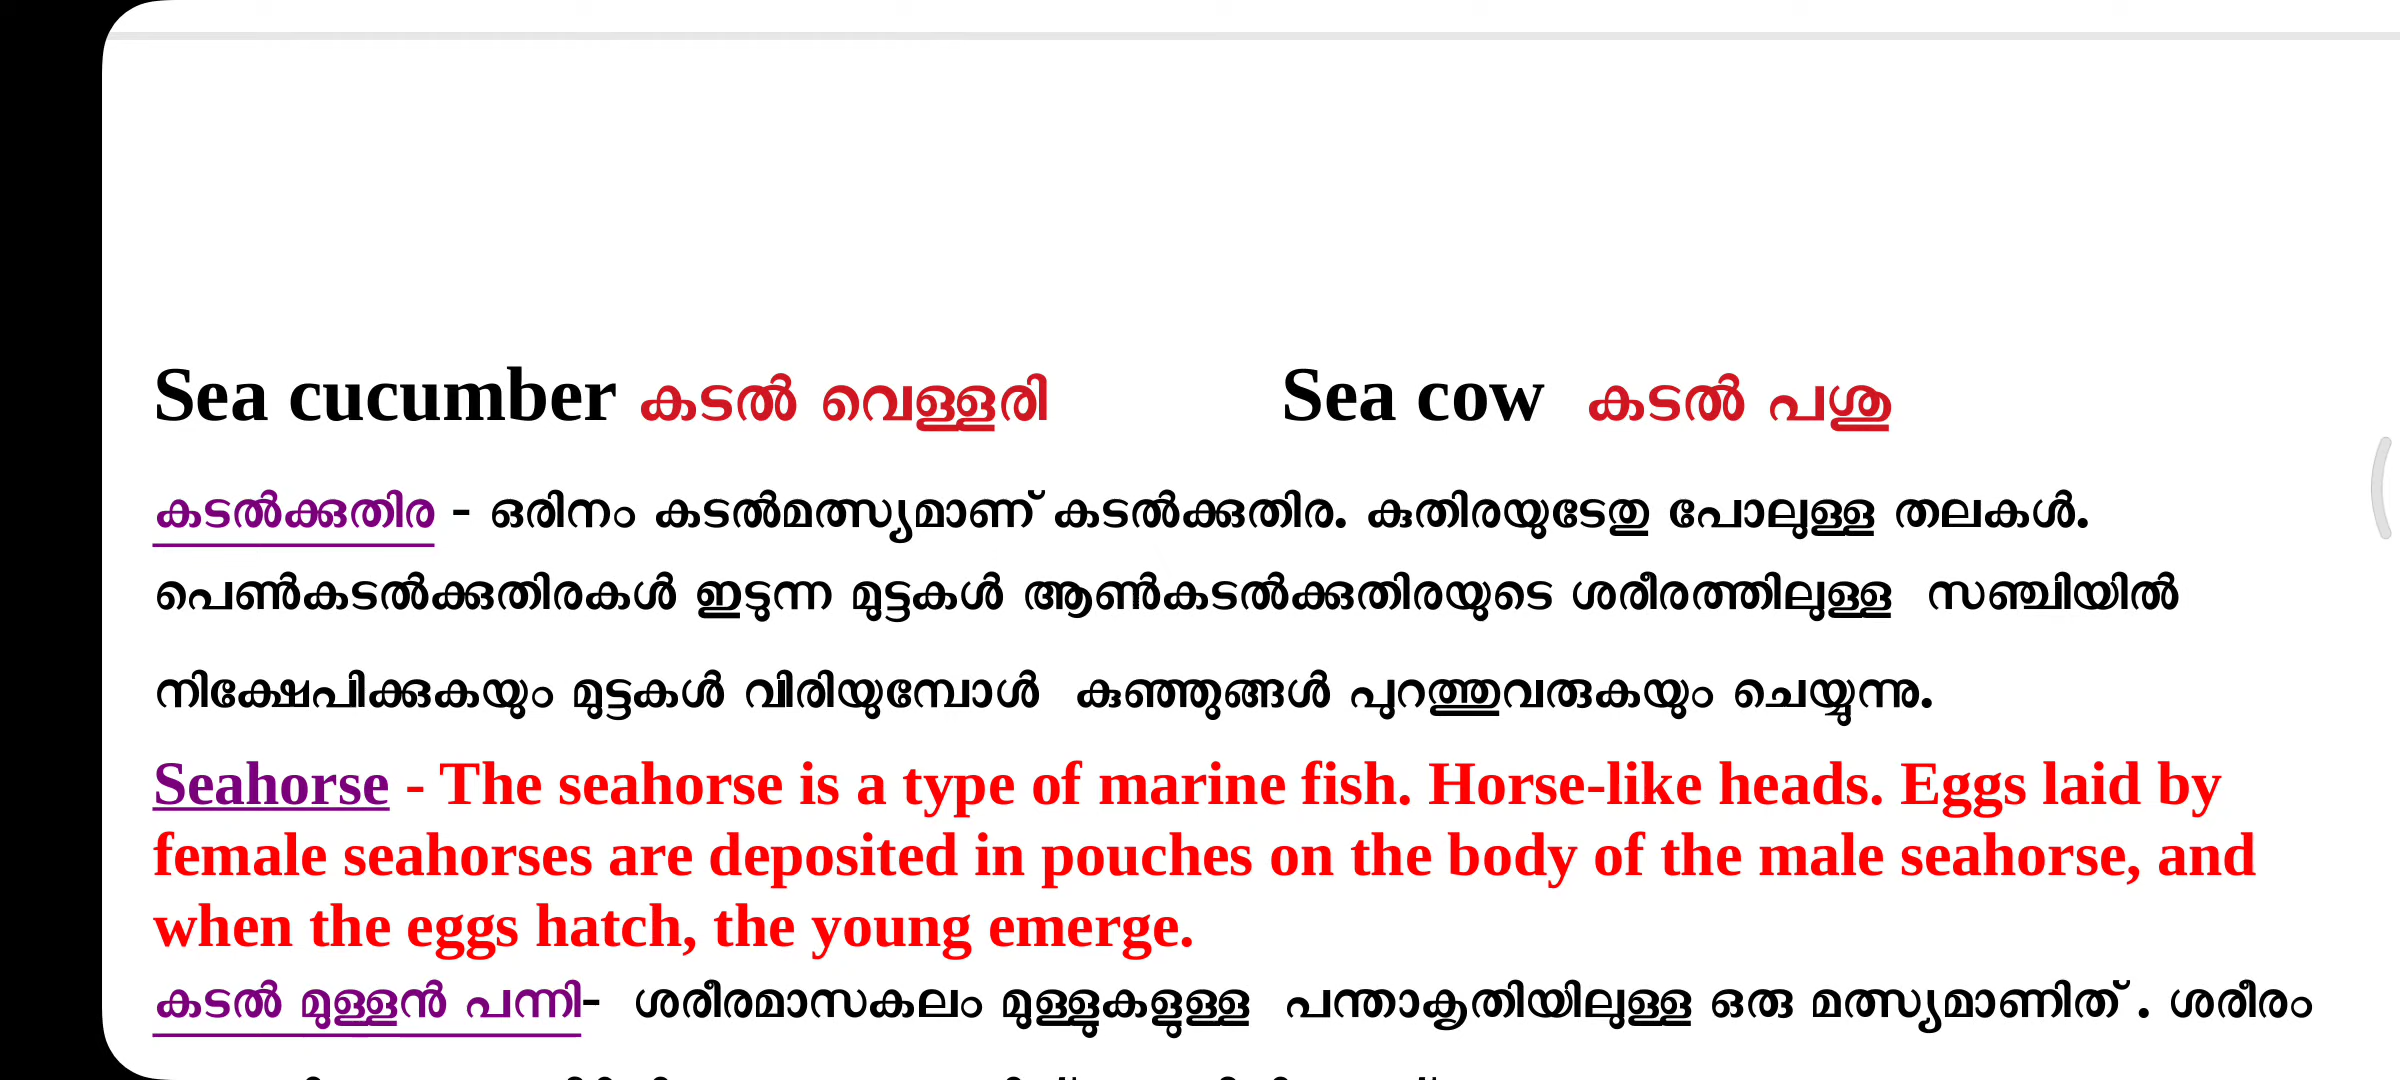 Sea cucumber കടൽ വെള്ളരി Sea cow കടൽ പശു
കടൽക്കുതിര - ഒരിനം കടൽമത്സ്യമാണ് കടൽക്കുതിര. കുതിരയുടേതു പോലുള്ള തലകൾ.
പെൺകടൽക്കുതിരകൾ ഇടുന്ന മുട്ടകൾ ആൺകടൽക്കുതിരയുടെ ശരീരത്തിലുള്ള സഞ്ചിയിൽ
നിക്ഷേപിക്കുകയും മുട്ടകൾ വിരിയുമ്പോൾ കുഞ്ഞുങ്ങൾ പുറത്തുവരുകയും ചെയ്യുന്നു.
Seahorse - The seahorse is a type of marine fish. Horse-like heads. Eggs laid by
female seahorses are deposited in pouches on the body of the male seahorse, and
when the eggs hatch, the young emerge.
കടൽ മുള്ളൻ പന്നി- ശരീരമാസകലം മുള്ളുകളുള്ള പന്താകൃതിയിലുള്ള ഒരു മത്സ്യമാണിത് . ശരീരം